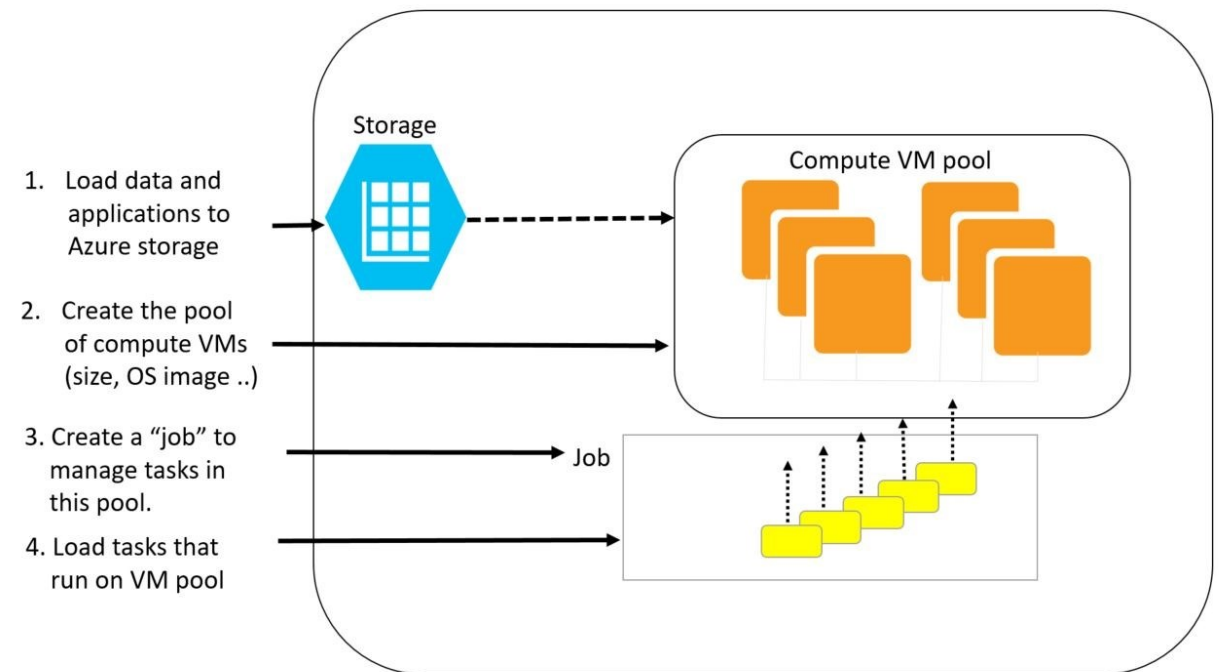 Storage
Compute VM pool
1. Load data and
applications to
Azure storage
2. Create the pool
of compute VMs
(size, OS image ..)
3. Create a “job” to
manage tasks in
this pool.
Job
4. Load tasks that
run on VM pool